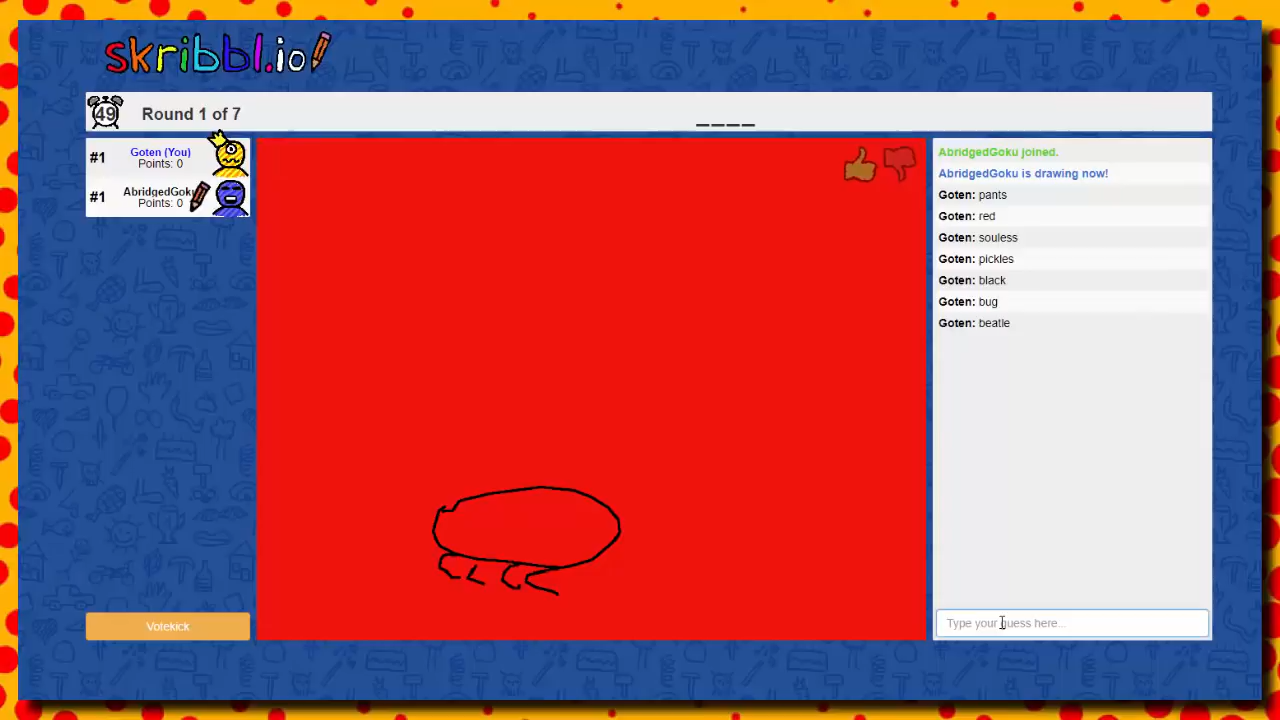 skribbl.io
49
Round 1 of 7
____
#1
Goten (You)
Points: 0
#1
AbridgedGoku
Points: 0
Votekick
AbridgedGoku joined.
AbridgedGoku is drawing now!
Goten: pants
Goten: red
Goten: souless
Goten: pickles
Goten: black
Goten: bug
Goten: beatle
Type your guess here...